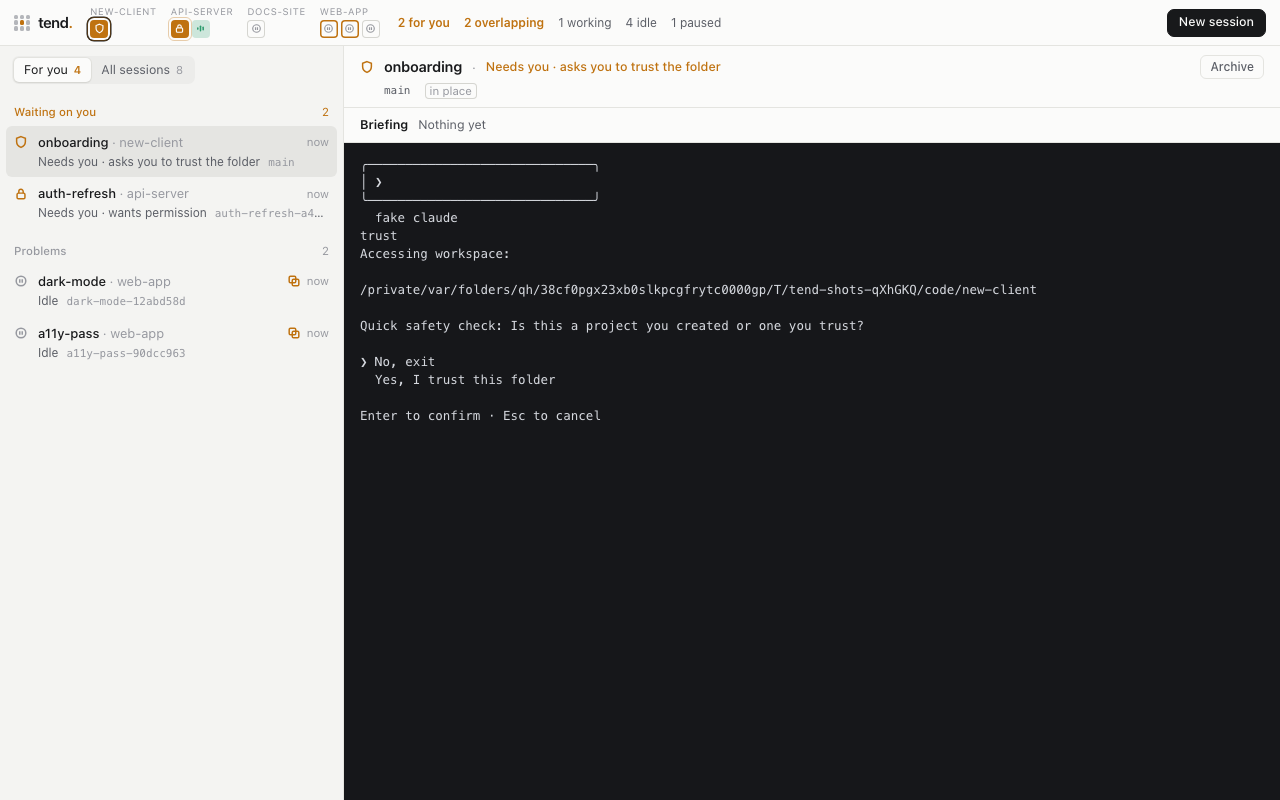 tend.
NEW-CLIENT
API-SERVER
DOCS-SITE
WEB-APP
2 for you
2 overlapping
1 working
4 idle
1 paused
New session
For you 4
All sessions 8
Waiting on you 2
onboarding · new-client now
Needs you · asks you to trust the folder main
auth-refresh · api-server now
Needs you · wants permission auth-refresh-a4...
Problems 2
dark-mode · web-app now
Idle dark-mode-12abd58d
a11y-pass · web-app now
Idle a11y-pass-90dcc963
onboarding · Needs you · asks you to trust the folder
Archive
main in place
Briefing Nothing yet
❯
fake claude
trust
Accessing workspace:
/private/var/folders/qh/38cf0pgx23xb0slkpcgfrytc0000gp/T/tend-shots-qXhGKQ/code/new-client
Quick safety check: Is this a project you created or one you trust?
❯ No, exit
Yes, I trust this folder
Enter to confirm · Esc to cancel